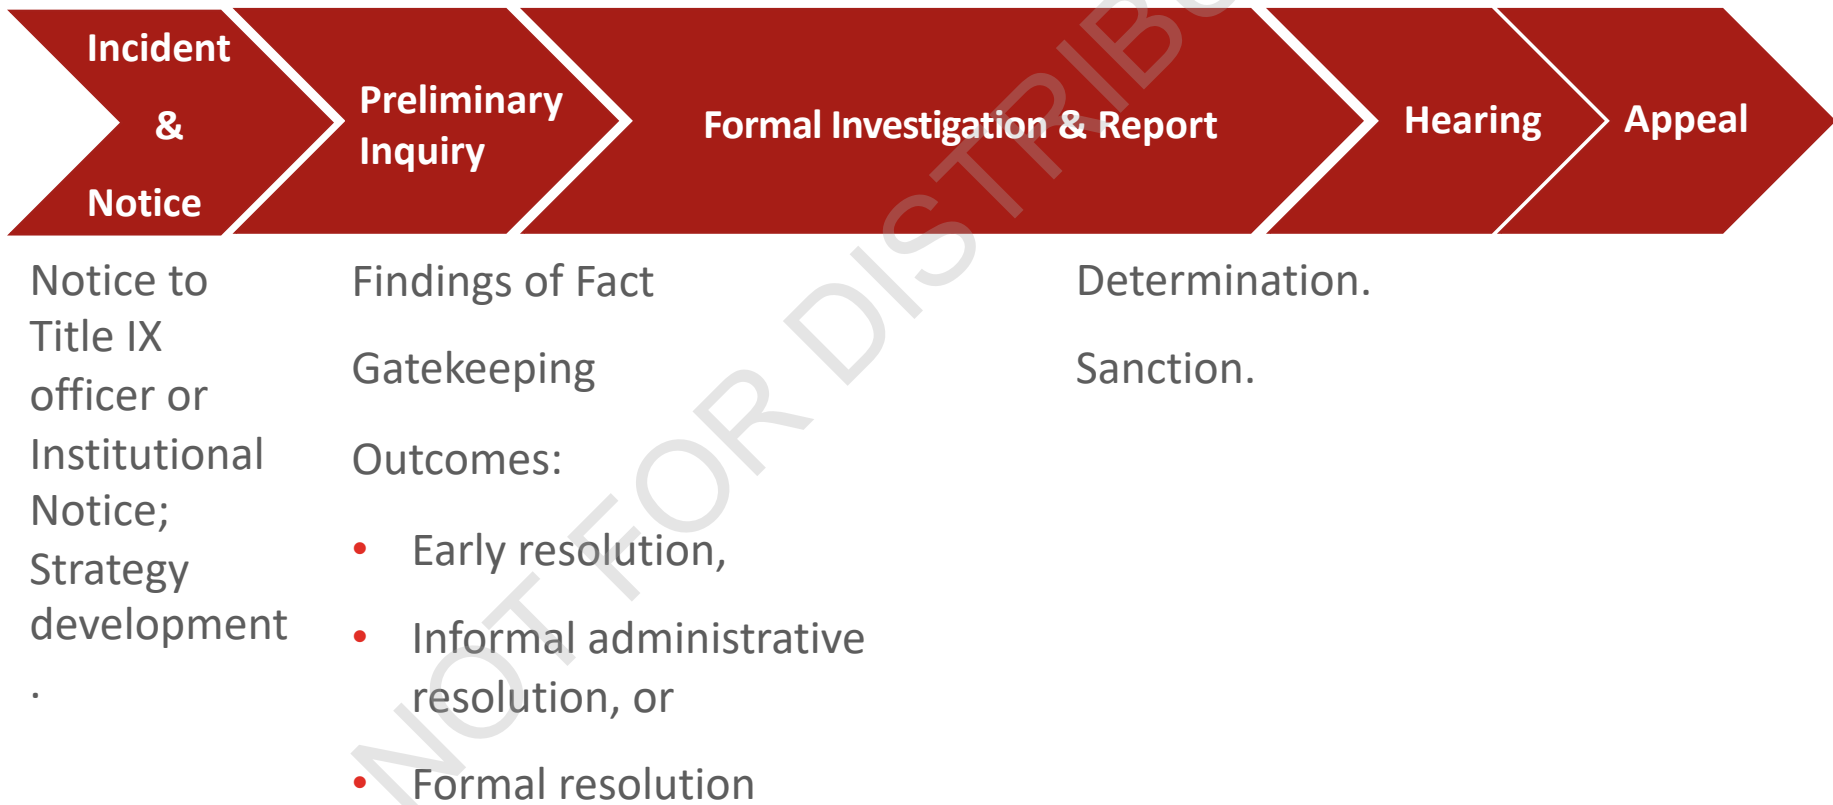 Incident
&
Notice
Preliminary
Inquiry
Formal Investigation & Report
Hearing
Appeal
Notice to
Title IX
officer or
Institutional
Notice;
Strategy
development
.
Findings of Fact
Gatekeeping
Outcomes:
• Early resolution,
• Informal administrative
resolution, or
• Formal resolution
Determination.
Sanction.
NOT FOR DISTRIBU